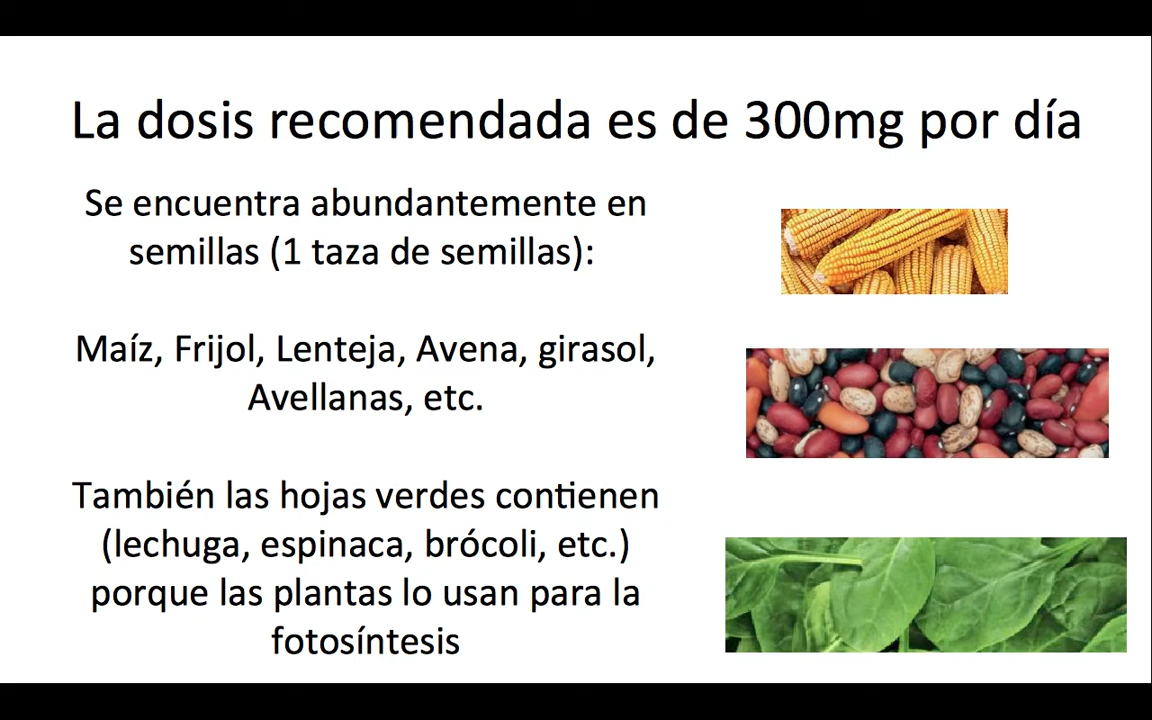 La dosis recomendada es de 300mg por día
Se encuentra abundantemente en
semillas (1 taza de semillas):
Maíz, Frijol, Lenteja, Avena, girasol,
Avellanas, etc.
También las hojas verdes contienen
(lechuga, espinaca, brócoli, etc.)
porque las plantas lo usan para la
fotosíntesis